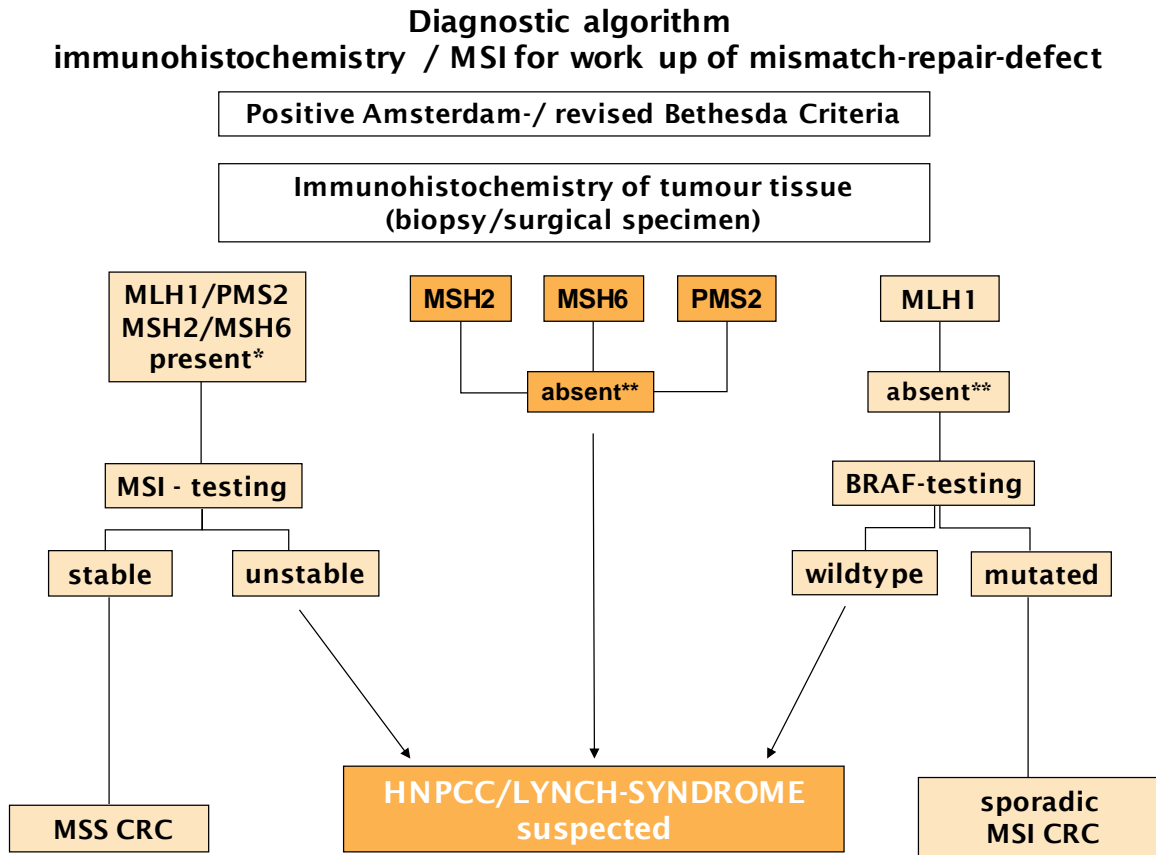 Diagnostic algorithm
immunohistochemistry / MSI for work up of mismatch-repair-defect
Positive Amsterdam-/ revised Bethesda Criteria
Immunohistochemistry of tumour tissue
(biopsy/surgical specimen)
MLH1/PMS2
MSH2/MSH6
present*
MSH2
MSH6
PMS2
MLH1
absent**
absent**
MSI - testing
BRAF-testing
stable
unstable
wildtype
mutated
MSS CRC
HNPCC/LYNCH-SYNDROME
suspected
sporadic
MSI CRC